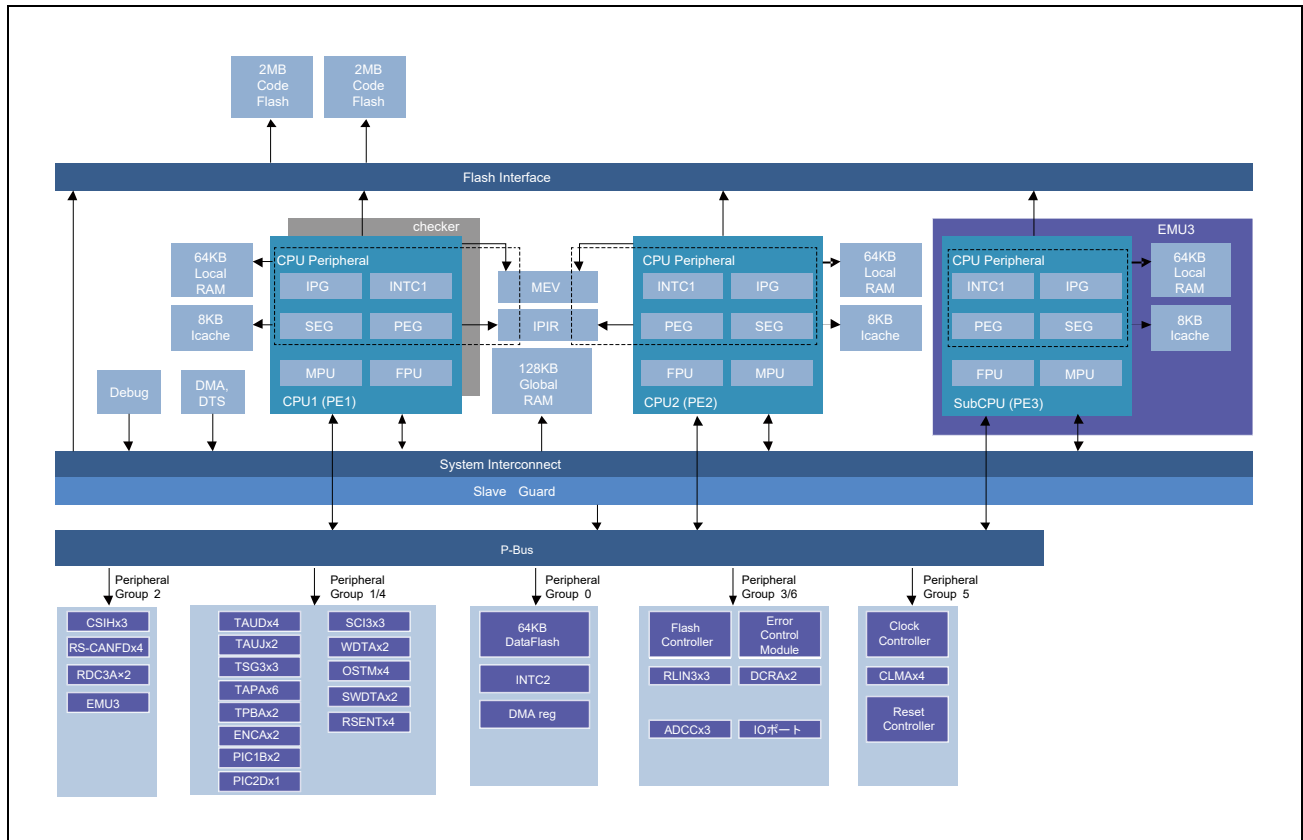 2MB
Code
Flash
2MB
Code
Flash
Flash Interface
checker
EMU3
64KB
Local
RAM
8KB
Icache
CPU Peripheral
IPG
INTC1
SEG
PEG
MPU
FPU
CPU1 (PE1)
MEV
IPIR
128KB
Global
RAM
CPU Peripheral
INTC1
IPG
PEG
SEG
FPU
MPU
CPU2 (PE2)
64KB
Local
RAM
8KB
Icache
CPU Peripheral
INTC1
IPG
PEG
SEG
FPU
MPU
SubCPU (PE3)
64KB
Local
RAM
8KB
Icache
Debug
DMA,
DTS
System Interconnect
Slave Guard
P-Bus
Peripheral
Group 2
CSIHx3
RS-CANFDx4
RDC3A×2
EMU3
Peripheral
Group 1/4
TAUDx4
TAUJx2
TSG3x3
TAPAx6
TPBAx2
ENCAx2
PIC1Bx2
PIC2Dx1
SCI3x3
WDTAx2
OSTMx4
SWDTAx2
RSENTx4
Peripheral
Group 0
64KB
DataFlash
INTC2
DMA reg
Peripheral
Group 3/6
Flash
Controller
Error
Control
Module
RLIN3x3
DCRAx2
ADCCx3
IOポート
Peripheral
Group 5
Clock
Controller
CLMAx4
Reset
Controller